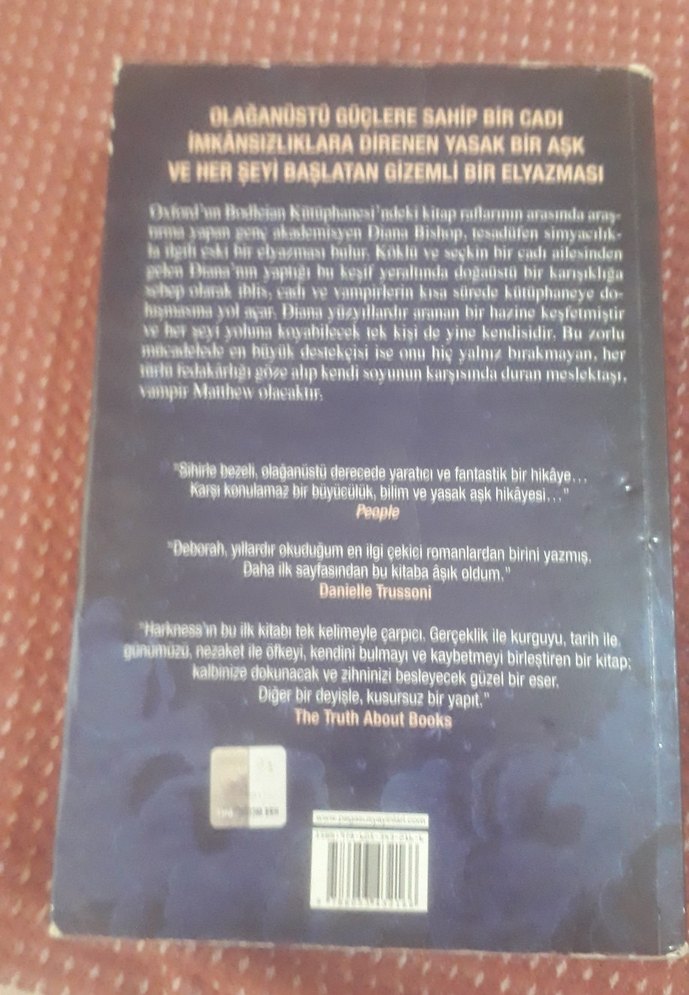 OLAĞANÜSTÜ GÜÇLERE SAHİP BİR CADI
İMKÂNSIZLIKLARA DİRENEN YASAK BİR AŞK
VE HER ŞEYİ BAŞLATAN GİZEMLİ BİR ELYAZMASI
Oxford'un Bodleian Kütüphanesi'ndeki kitap raflarının arasında araş-
tırma yapan genç akademisyen Diana Bishop, tesadüfen simyacılık-
la ilgili eski bir elyazması bulur. Köklü ve seçkin bir cadı ailesinden
gelen Diana'nın yaptığı bu keşif yeraltında doğaüstü bir karışıklığa
sebep olarak iblis, cadı ve vampirlerin kısa sürede kütüphaneye do-
luşmasına yol açar. Diana yüzyıllardır aranan bir hazine keşfetmiştir
ve her şeyi yoluna koyabilecek tek kişi de yine kendisidir. Bu zorlu
mücadelede en büyük destekçisi ise onu hiç yalnız bırakmayan, her
türlü fedakârlığı göze alıp kendi soyunun karşısında duran meslektaşı,
vampir Matthew olacaktır.
"Sihirle bezeli, olağanüstü derecede yaratıcı ve fantastik bir hikâye...
Karşı konulamaz bir büyücülük, bilim ve yasak aşk hikâyesi..."
People
"Deborah, yıllardır okuduğum en ilgi çekici romanlardan birini yazmış.
Daha ilk sayfasından bu kitaba âşık oldum."
Danielle Trussoni
"Harkness'ın bu ilk kitabı tek kelimeyle çarpıcı. Gerçeklik ile kurguyu, tarih ile
günümüzü, nezaket ile öfkeyi, kendini bulmayı ve kaybetmeyi birleştiren bir kitap;
kalbinize dokunacak ve zihninizi besleyecek güzel bir eser.
Diğer bir deyişle, kusursuz bir yapıt."
The Truth About Books
www.pegasusyayinlari.com